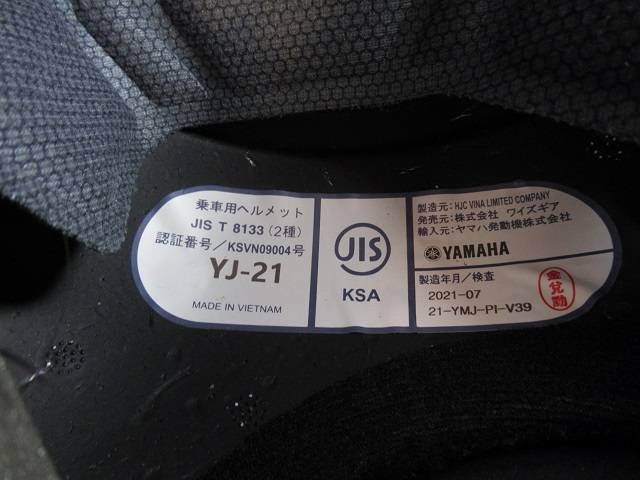 乗車用ヘルメット
JIS T 8133 (2種)
認証番号/KSVN09004号
YJ-21
MADE IN VIETNAM
JIS
KSA
製造元: HJC VINA LIMITED COMPANY
発売元: 株式会社 ワイズギア
輸入元: ヤマハ発動機株式会社
YAMAHA
製造年月/検査
2021-07
21-YMJ-PI-V39
金兌勳